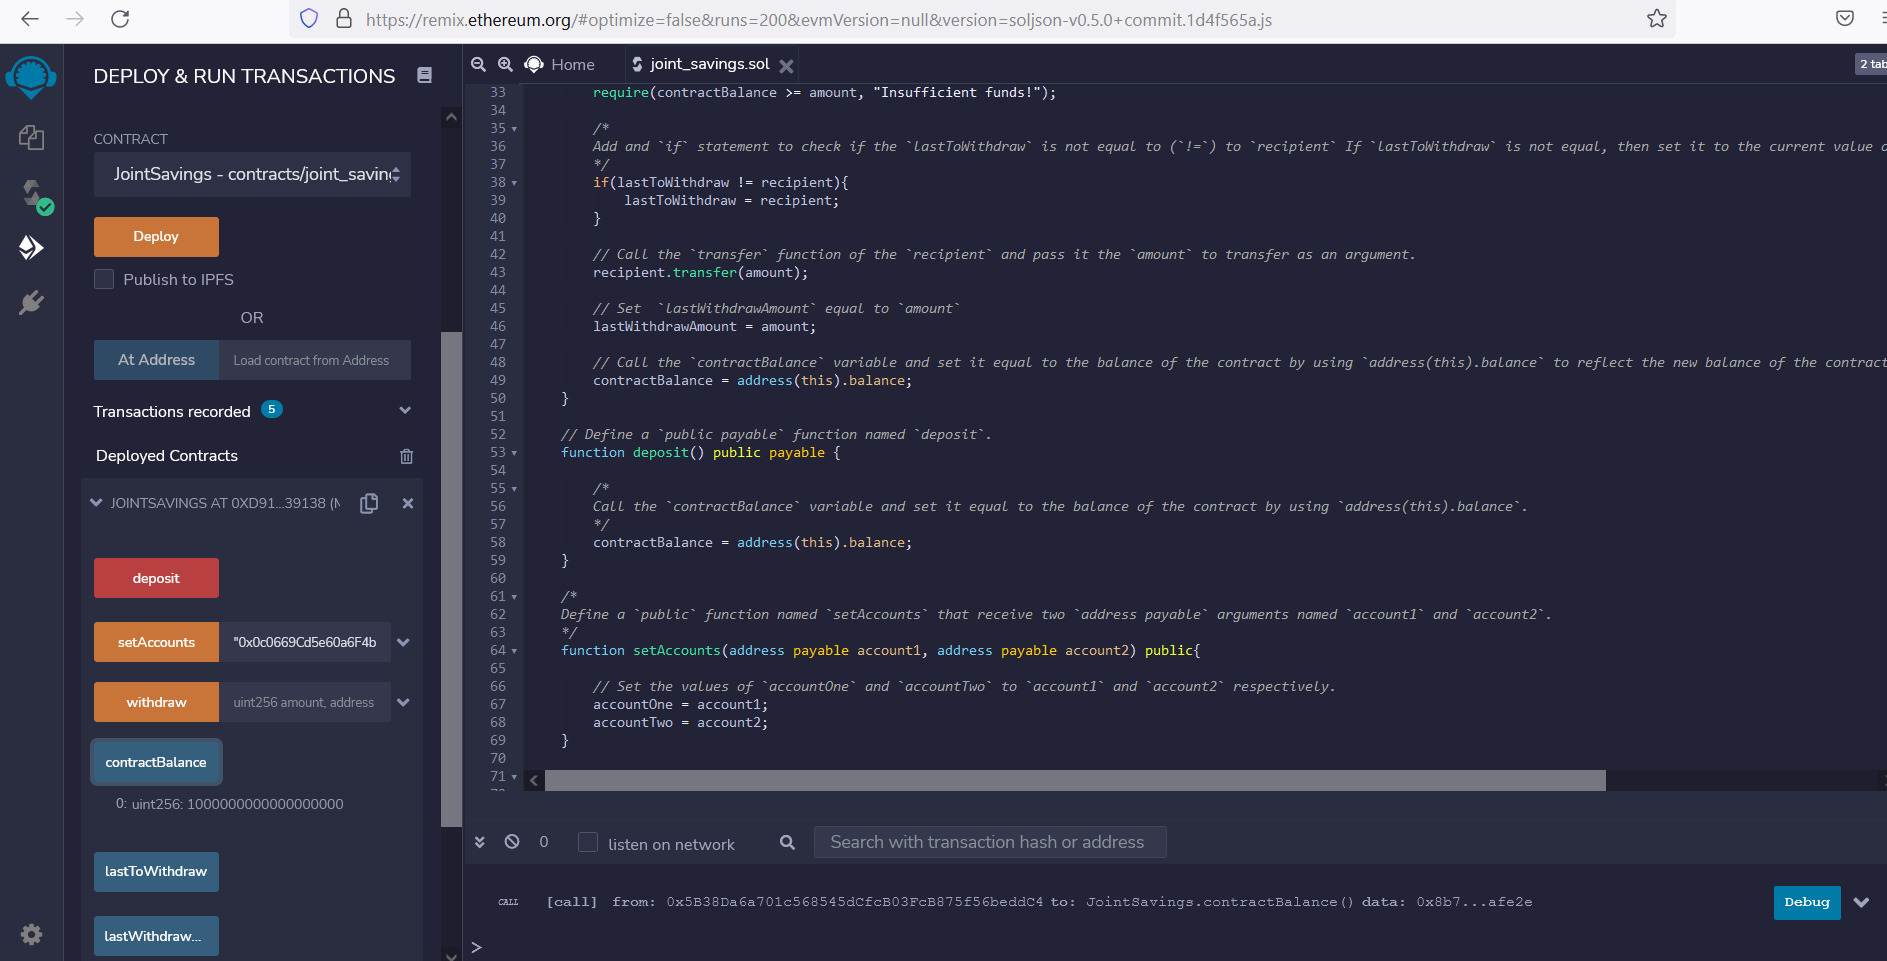 https://remix.ethereum.org/#optimize=false&runs=200&evmVersion=null&version=soljson-v0.5.0+commit.1d4f565a.js
DEPLOY & RUN TRANSACTIONS
CONTRACT
JointSavings - contracts/joint_saving
Deploy
Publish to IPFS
OR
At Address
Load contract from Address
Transactions recorded 5
Deployed Contracts
JOINTSAVINGS AT 0XD91...39138 (M
deposit
setAccounts
"0x0c0669Cd5e60a6F4b
withdraw
uint256 amount, address
contractBalance
0: uint256: 1000000000000000000
lastToWithdraw
lastWithdraw...
Home
joint_savings.sol
2 tab
33 require(contractBalance >= amount, "Insufficient funds!");
34
35 /*
36 Add and `if` statement to check if the `lastToWithdraw` is not equal to (`!=`) to `recipient` If `lastToWithdraw` is not equal, then set it to the current value o
37 */
38 if(lastToWithdraw != recipient){
39 lastToWithdraw = recipient;
40 }
41
42 // Call the `transfer` function of the `recipient` and pass it the `amount` to transfer as an argument.
43 recipient.transfer(amount);
44
45 // Set  `lastWithdrawAmount` equal to `amount`
46 lastWithdrawAmount = amount;
47
48 // Call the `contractBalance` variable and set it equal to the balance of the contract by using `address(this).balance` to reflect the new balance of the contract
49 contractBalance = address(this).balance;
50 }
51
52 // Define a `public payable` function named `deposit`.
53 function deposit() public payable {
54
55 /*
56 Call the `contractBalance` variable and set it equal to the balance of the contract by using `address(this).balance`.
57 */
58 contractBalance = address(this).balance;
59 }
60
61 /*
62 Define a `public` function named `setAccounts` that receive two `address payable` arguments named `account1` and `account2`.
63 */
64 function setAccounts(address payable account1, address payable account2) public{
65
66 // Set the values of `accountOne` and `accountTwo` to `account1` and `account2` respectively.
67 accountOne = account1;
68 accountTwo = account2;
69 }
70
71
0
listen on network
Search with transaction hash or address
CALL [call] from: 0x5B38Da6a701c568545dCfcB03FcB875f56beddC4 to: JointSavings.contractBalance() data: 0x8b7...afe2e
Debug
>